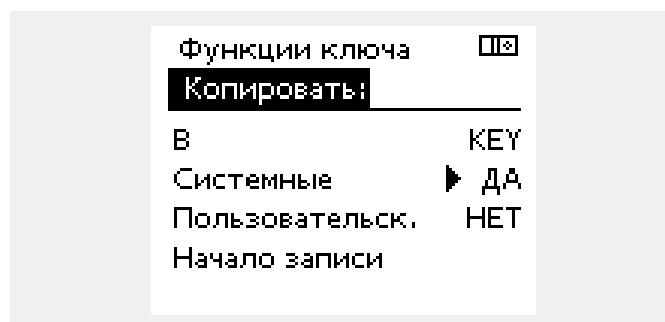 Функции ключа
Копировать:
В KEY
Системные ▶ ДА
Пользовательск. НЕТ
Начало записи